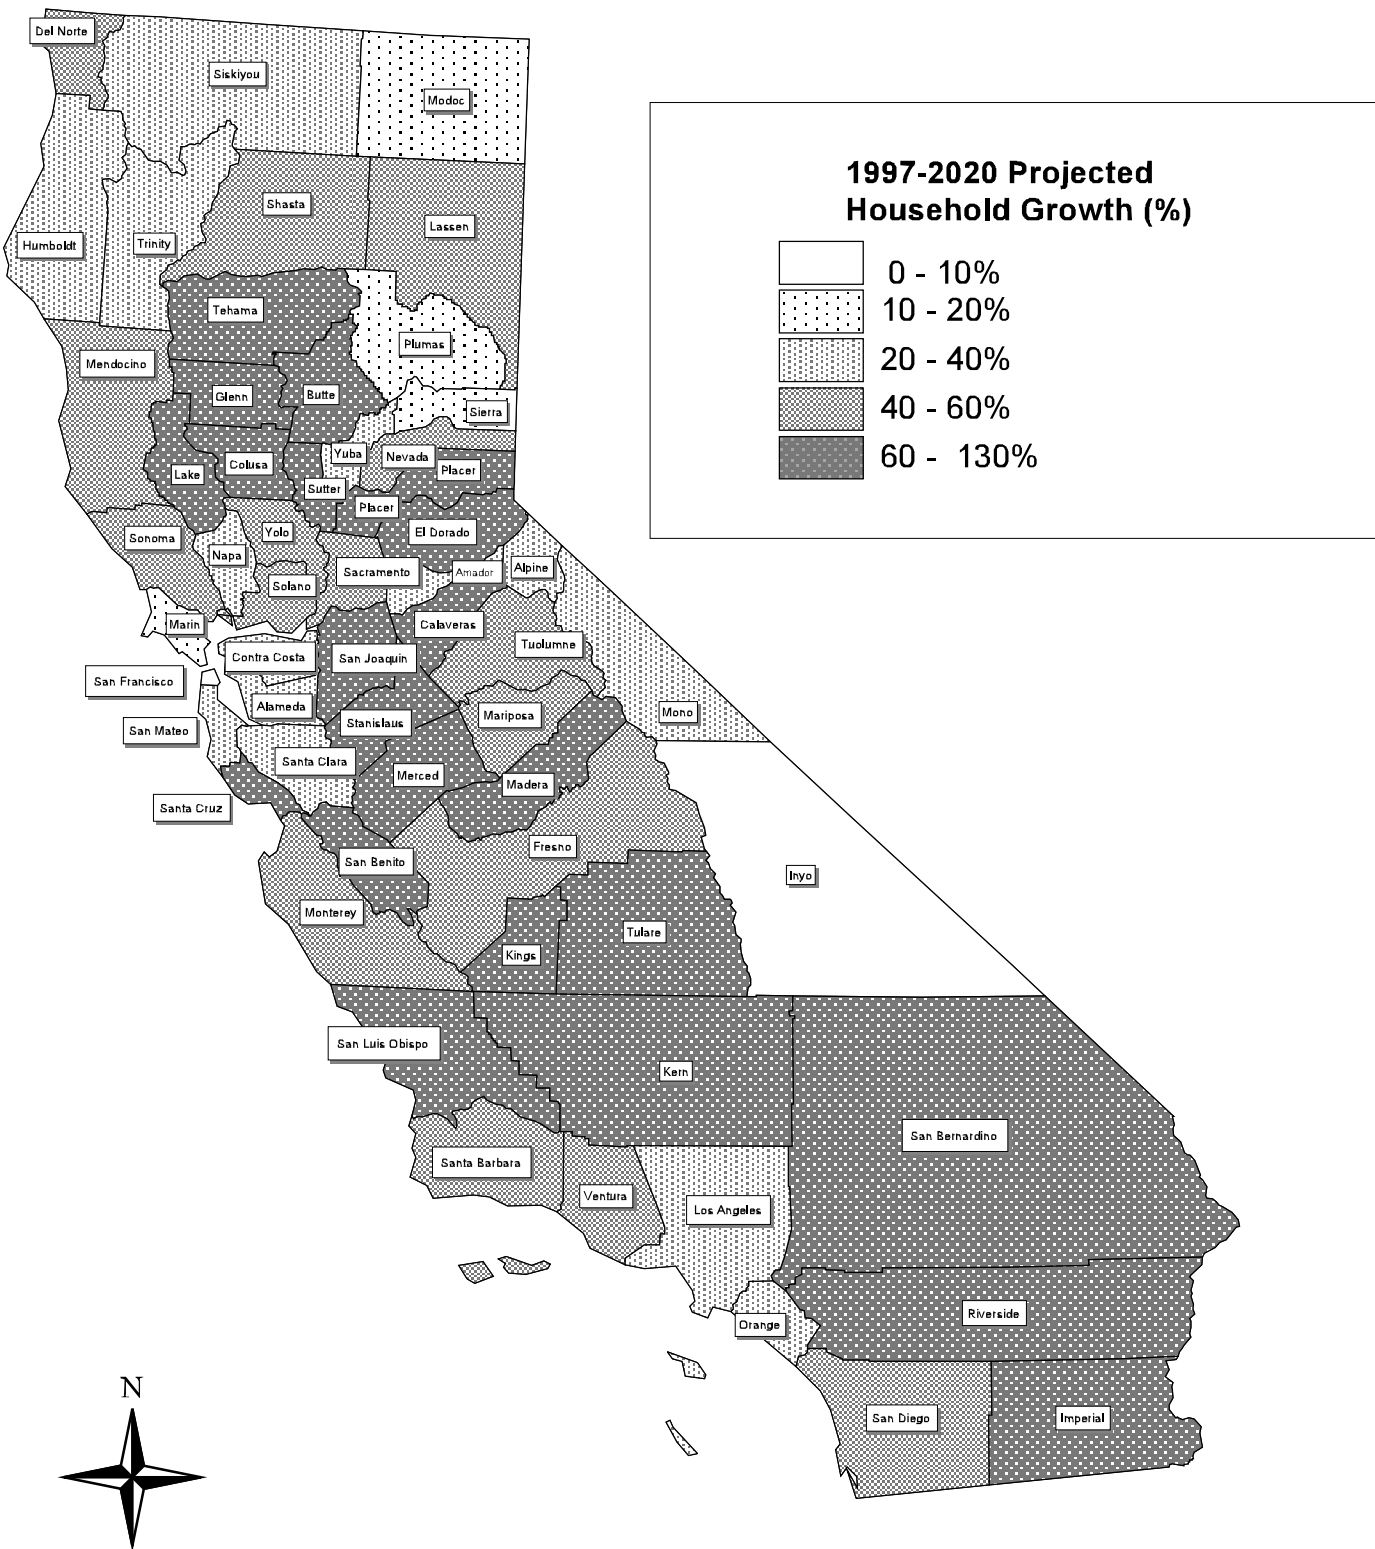 Del Norte
Siskiyou
Modoc
1997-2020 Projected
Household Growth (%)
0 - 10%
10 - 20%
20 - 40%
40 - 60%
60 - 130%
Shasta
Lassen
Humboldt
Trinity
Tehama
Plumas
Mendocino
Glenn
Butte
Sierra
Yuba
Nevada
Placer
Lake
Colusa
Sutter
Placer
Sonoma
Yolo
El Dorado
Napa
Sacramento
Amador
Alpine
Solano
Marin
Calaveras
Tuolumne
Contra Costa
San Joaquin
San Francisco
Alameda
Mariposa
Mono
San Mateo
Stanislaus
Santa Clara
Merced
Madera
Santa Cruz
Fresno
San Benito
Inyo
Monterey
Tulare
Kings
San Luis Obispo
Kern
San Bernardino
Santa Barbara
Ventura
Los Angeles
Riverside
Orange
N
San Diego
Imperial